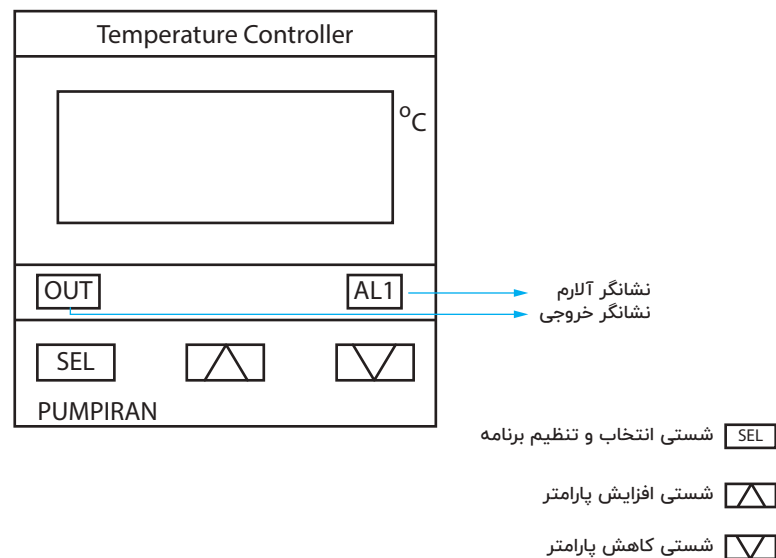 Temperature Controller
°C
OUT
AL1
نشانگر آلارم
نشانگر خروجی
SEL
PUMPIRAN
SEL شستی انتخاب و تنظیم برنامه
شستی افزایش پارامتر
شستی کاهش پارامتر